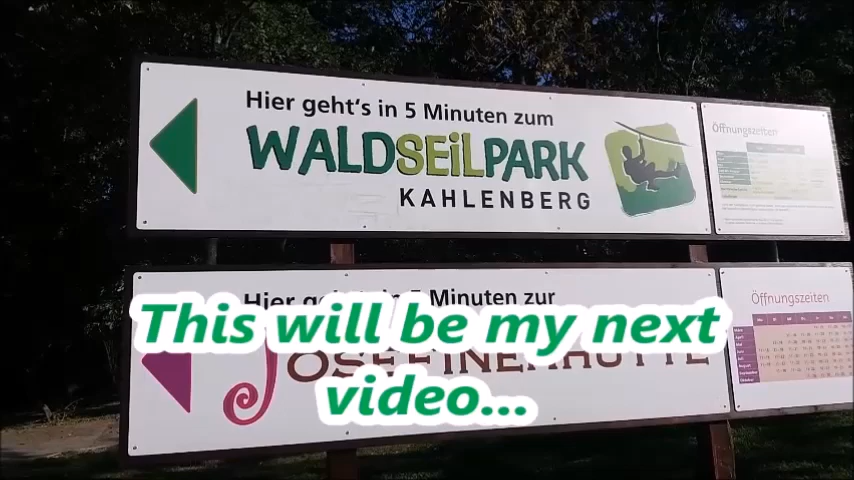 Hier geht's in 5 Minuten zum
WALDSEiLPARK
KAHLENBERG
Öffnungszeiten
Hier geht's in 5 Minuten zur
JOSEFINENHÜTTE
Öffnungszeiten
This will be my next
video...